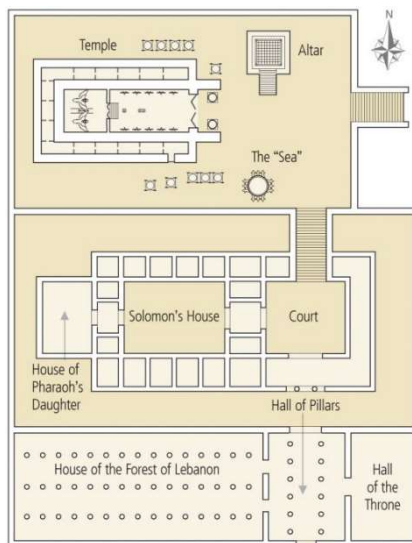 N
Temple
Altar
The "Sea"
Solomon's House
Court
House of
Pharaoh's
Daughter
Hall of Pillars
House of the Forest of Lebanon
Hall
of the
Throne